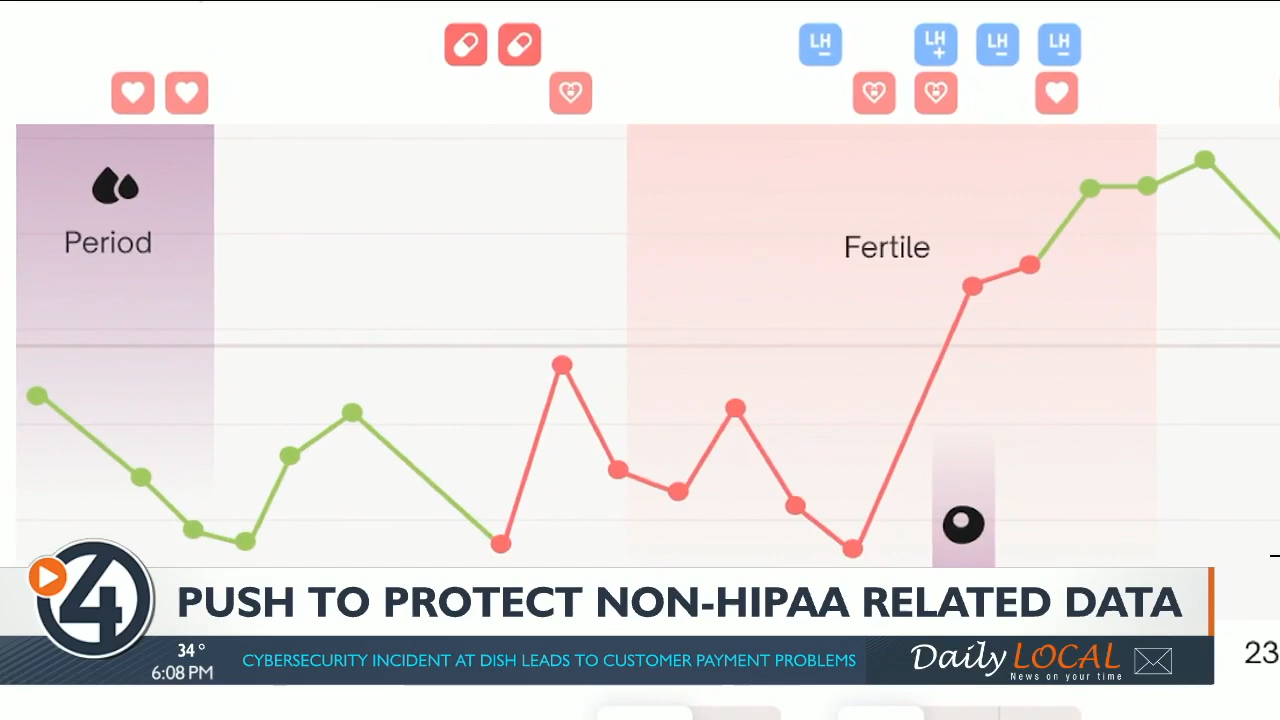 LH
LH
+
LH
LH
Period
Fertile
4
PUSH TO PROTECT NON-HIPAA RELATED DATA
34°
6:08 PM
CYBERSECURITY INCIDENT AT DISH LEADS TO CUSTOMER PAYMENT PROBLEMS
Daily LOCAL
News on your time
23